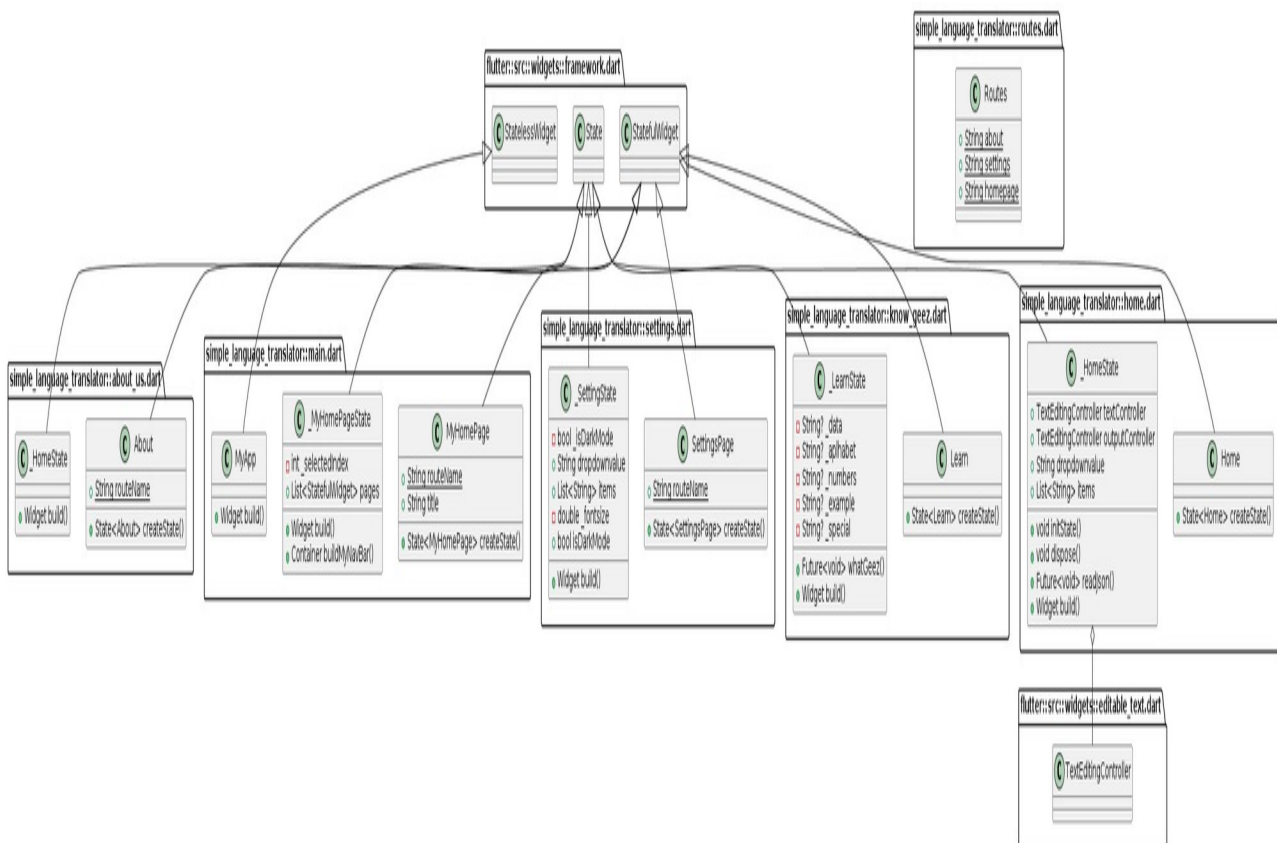 simple_language_translator::routes.dart
C Routes
String about
String settings
String homepage
flutter::src::widgets::framework.dart
C StatelessWidget
C State
C StatefulWidget
simple_language_translator::about_us.dart
C _HomeState
Widget build()
C About
String routeName
State<About> createState()
simple_language_translator::main.dart
C MyApp
Widget build()
C _MyHomePageState
int _selectedIndex
List<StatefulWidget> pages
Widget build()
Container buildMyNavBar()
C MyHomePage
String routeName
String title
State<MyHomePage> createState()
simple_language_translator::settings.dart
C _SettingState
bool _isDarkMode
String dropdownvalue
List<String> items
double _fontsize
bool isDarkMode
Widget build()
C SettingsPage
String routeName
State<SettingsPage> createState()
simple_language_translator::know_geez.dart
C _LearnState
String? _data
String? _aplhabet
String? _numbers
String? _example
String? _special
Future<void> whatGeez()
Widget build()
C Learn
State<Learn> createState()
simple_language_translator::home.dart
C _HomeState
TextEditingController textController
TextEditingController outputController
String dropdownvalue
List<String> items
void initState()
void dispose()
Future<void> readJson()
Widget build()
C Home
State<Home> createState()
flutter::src::widgets::editable_text.dart
C TextEditingController